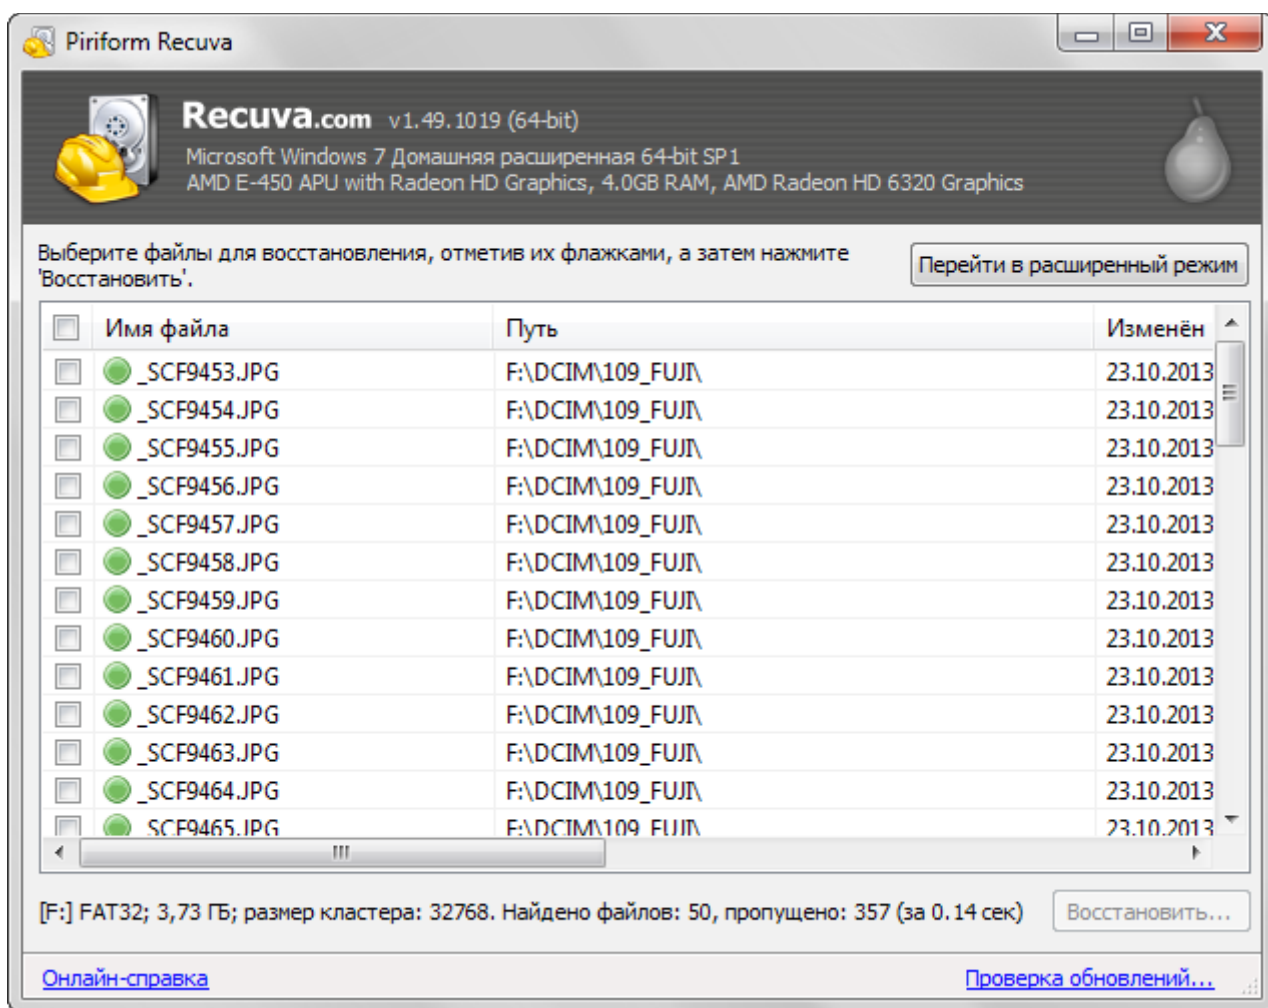 Piriform Recuva
Recuva.com v1.49.1019 (64-bit)
Microsoft Windows 7 Домашняя расширенная 64-bit SP1
AMD E-450 APU with Radeon HD Graphics, 4.0GB RAM, AMD Radeon HD 6320 Graphics
Выберите файлы для восстановления, отметив их флажками, а затем нажмите
'Восстановить'.
Перейти в расширенный режим
Имя файла Путь Изменён
_SCF9453.JPG F:\DCIM\109_FUJI\ 23.10.2013
_SCF9454.JPG F:\DCIM\109_FUJI\ 23.10.2013
_SCF9455.JPG F:\DCIM\109_FUJI\ 23.10.2013
_SCF9456.JPG F:\DCIM\109_FUJI\ 23.10.2013
_SCF9457.JPG F:\DCIM\109_FUJI\ 23.10.2013
_SCF9458.JPG F:\DCIM\109_FUJI\ 23.10.2013
_SCF9459.JPG F:\DCIM\109_FUJI\ 23.10.2013
_SCF9460.JPG F:\DCIM\109_FUJI\ 23.10.2013
_SCF9461.JPG F:\DCIM\109_FUJI\ 23.10.2013
_SCF9462.JPG F:\DCIM\109_FUJI\ 23.10.2013
_SCF9463.JPG F:\DCIM\109_FUJI\ 23.10.2013
_SCF9464.JPG F:\DCIM\109_FUJI\ 23.10.2013
_SCF9465.JPG F:\DCIM\109_FUJI\ 23.10.2013
[F:] FAT32; 3,73 ГБ; размер кластера: 32768. Найдено файлов: 50, пропущено: 357 (за 0.14 сек)
Восстановить...
Онлайн-справка
Проверка обновлений...